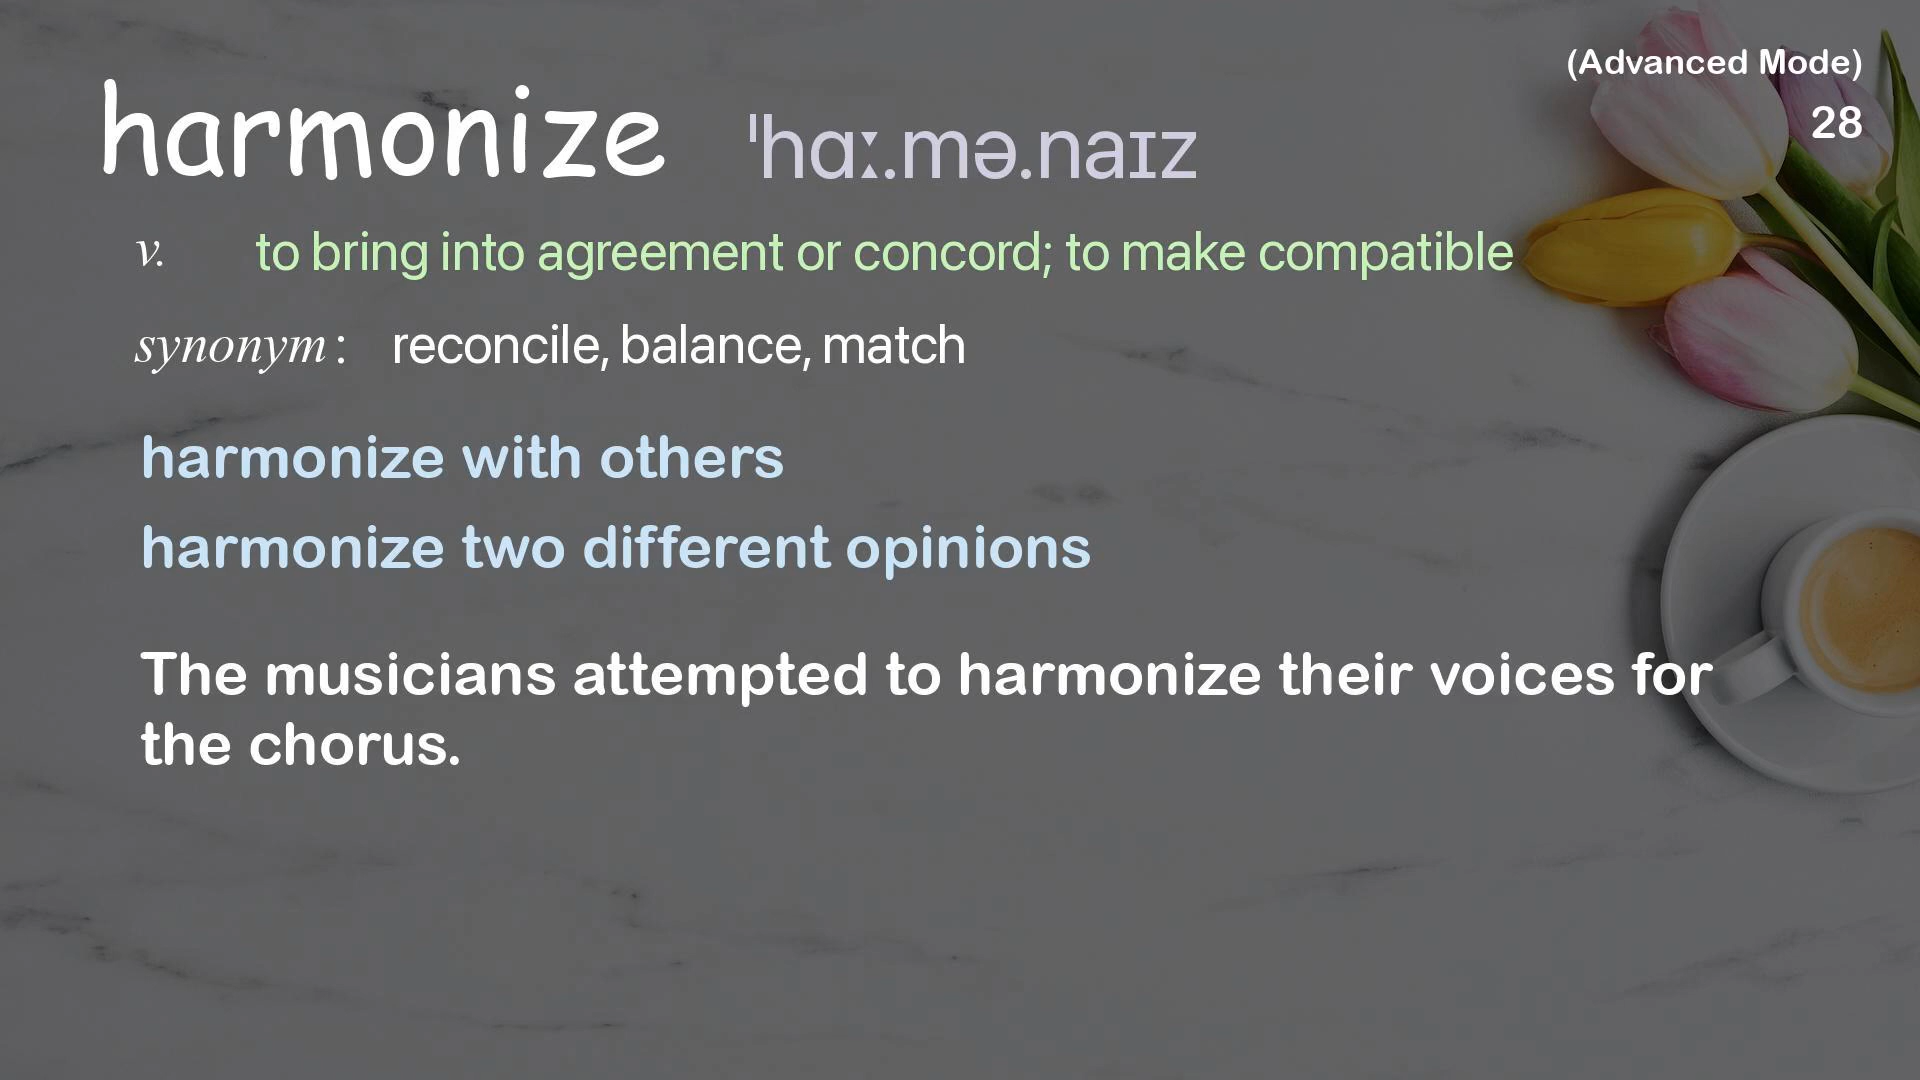 (Advanced Mode)
28
harmonize ˈhɑː.mə.naɪz
v. to bring into agreement or concord; to make compatible
synonym: reconcile, balance, match
harmonize with others
harmonize two different opinions
The musicians attempted to harmonize their voices for
the chorus.